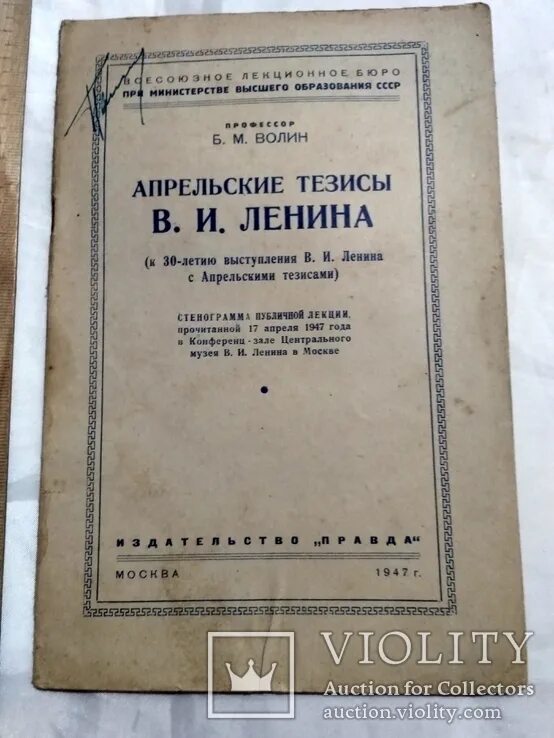 ВСЕСОЮЗНОЕ ЛЕКЦИОННОЕ БЮРО
ПРИ МИНИСТЕРСТВЕ ВЫСШЕГО ОБРАЗОВАНИЯ СССР
ПРОФЕССОР
Б. М. ВОЛИН
АПРЕЛЬСКИЕ ТЕЗИСЫ
В. И. ЛЕНИНА
(к 30-летию выступления В. И. Ленина
с Апрельскими тезисами)
СТЕНОГРАММА ПУБЛИЧНОЙ ЛЕКЦИИ,
прочитанной 17 апреля 1947 года
в Конференц-зале Центрального
музея В. И. Ленина в Москве
ИЗДАТЕЛЬСТВО „ПРАВДА"
МОСКВА 1947 г.
VIOLITY
Auction for Collectors
auction.violity.com